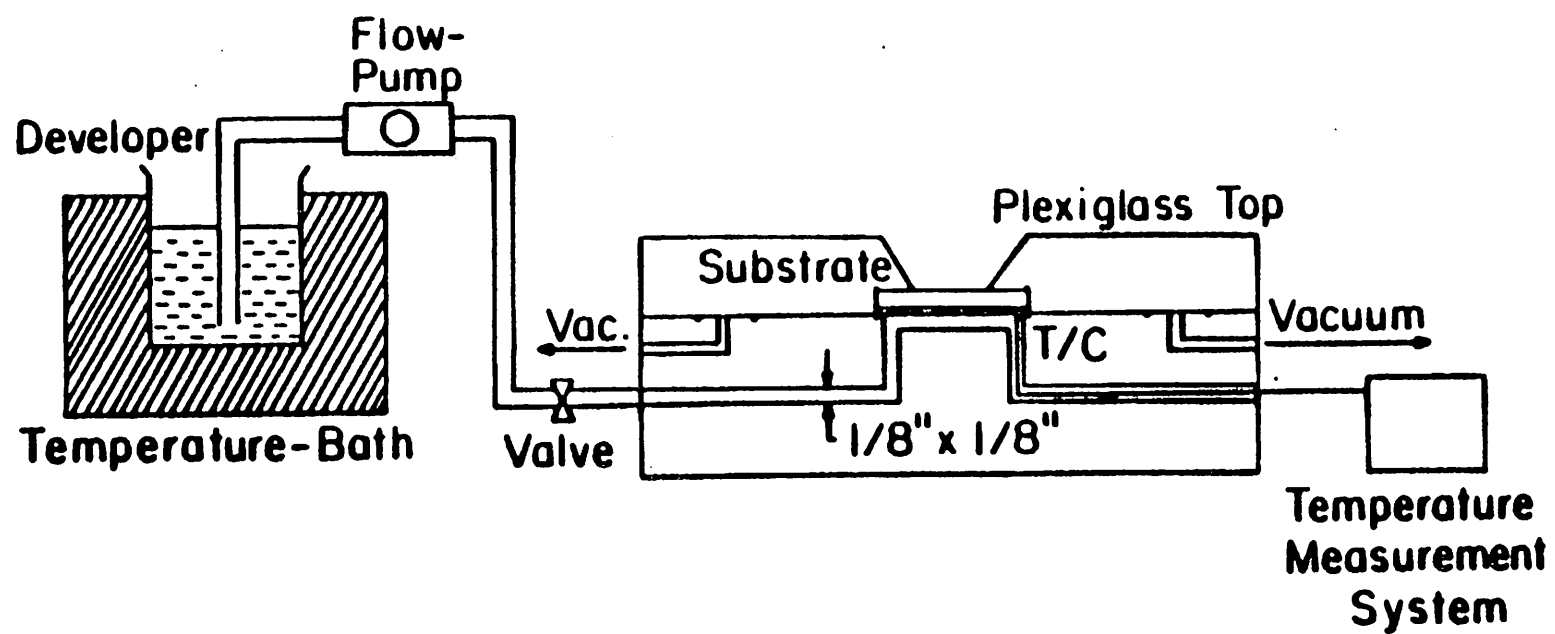 Flow-
Pump
Developer
Plexiglass Top
Substrate
Vac.
Vacuum
T/C
Temperature-Bath
Valve
1/8" x 1/8"
Temperature
Measurement
System